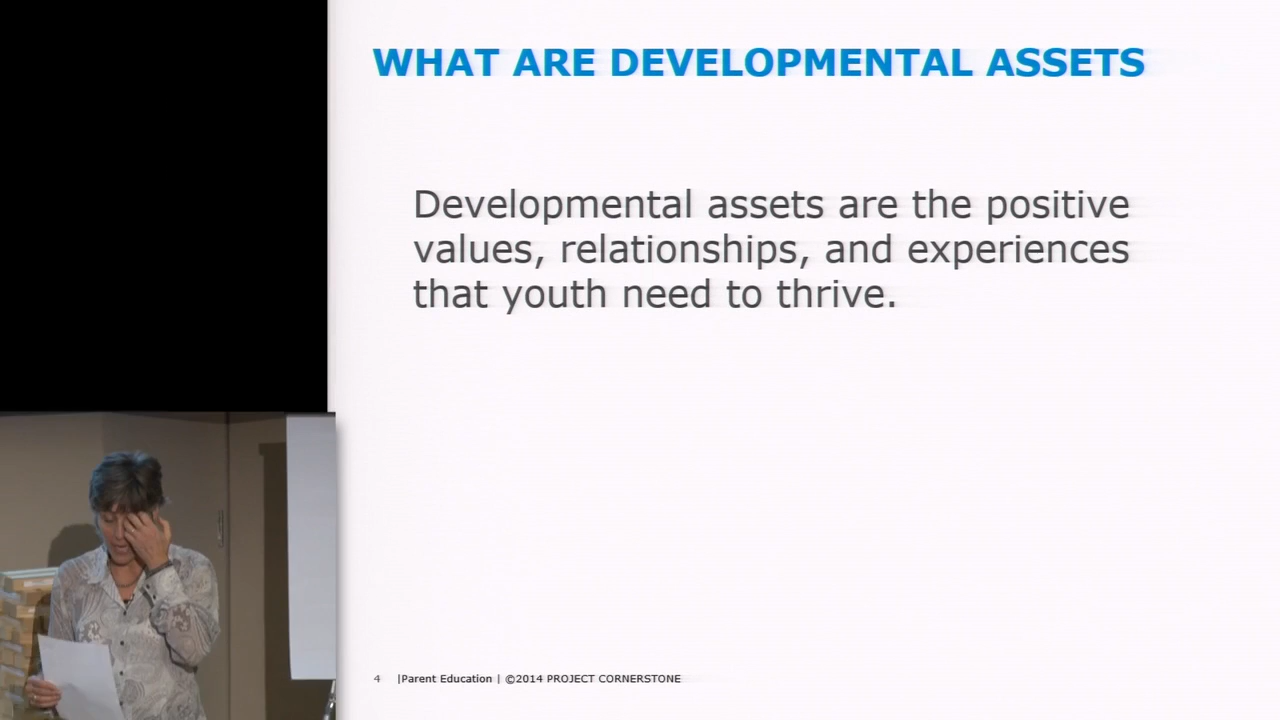 WHAT ARE DEVELOPMENTAL ASSETS
Developmental assets are the positive
values, relationships, and experiences
that youth need to thrive.
4 |Parent Education | ©2014 PROJECT CORNERSTONE